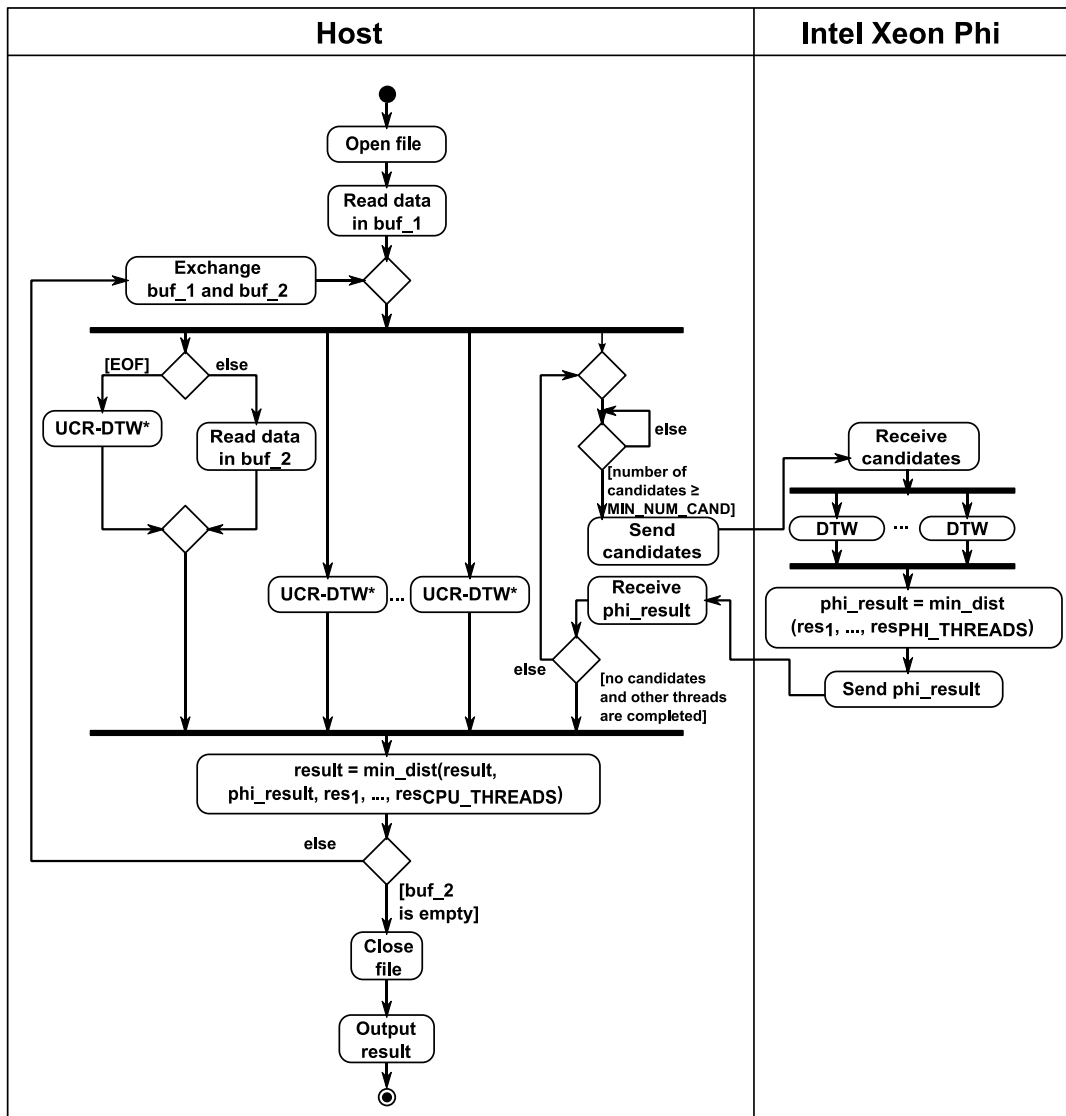 Host
Intel Xeon Phi
Open file
Read data
in buf_1
Exchange
buf_1 and buf_2
[EOF]
else
UCR-DTW*
Read data
in buf_2
else
[number of
candidates ≥
MIN_NUM_CAND]
Send
candidates
Receive
candidates
DTW
...
DTW
UCR-DTW*
...
UCR-DTW*
Receive
phi_result
phi_result = min_dist
(res1, ..., resPHI_THREADS)
Send phi_result
else
[no candidates
and other threads
are completed]
result = min_dist(result,
phi_result, res1, ..., resCPU_THREADS)
else
[buf_2
is empty]
Close
file
Output
result